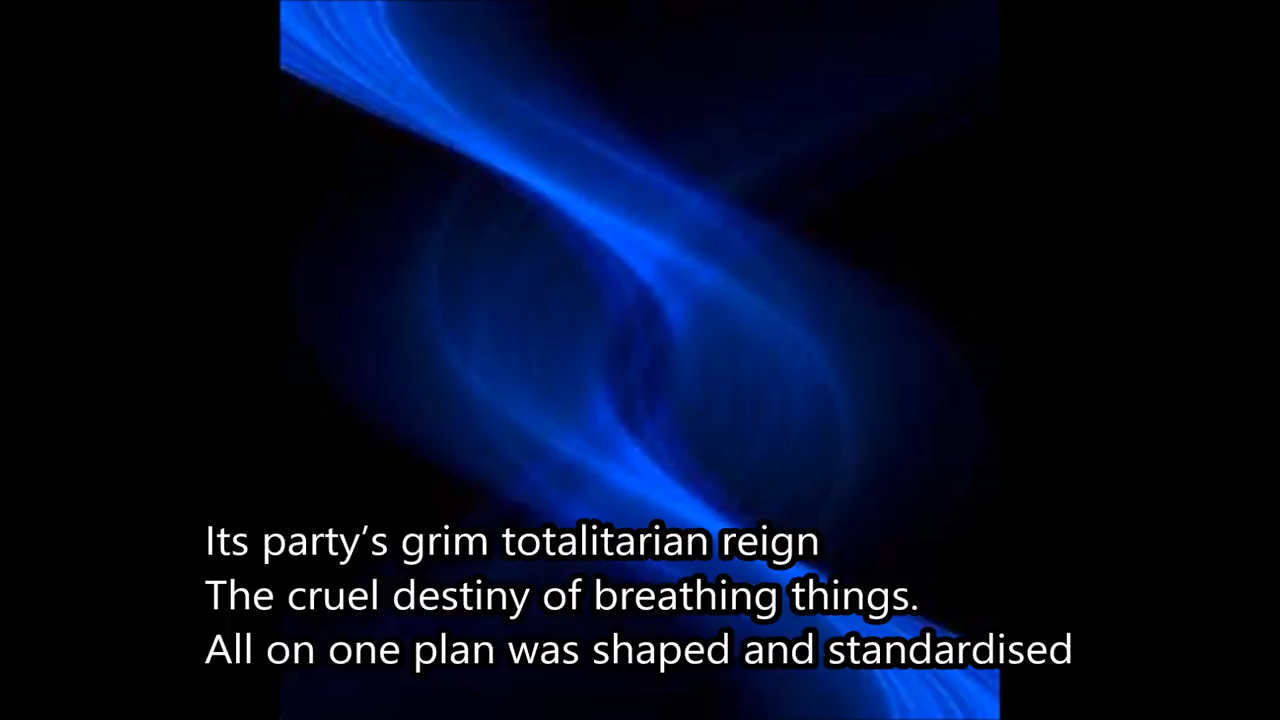 Its party’s grim totalitarian reign
The cruel destiny of breathing things.
All on one plan was shaped and standardised